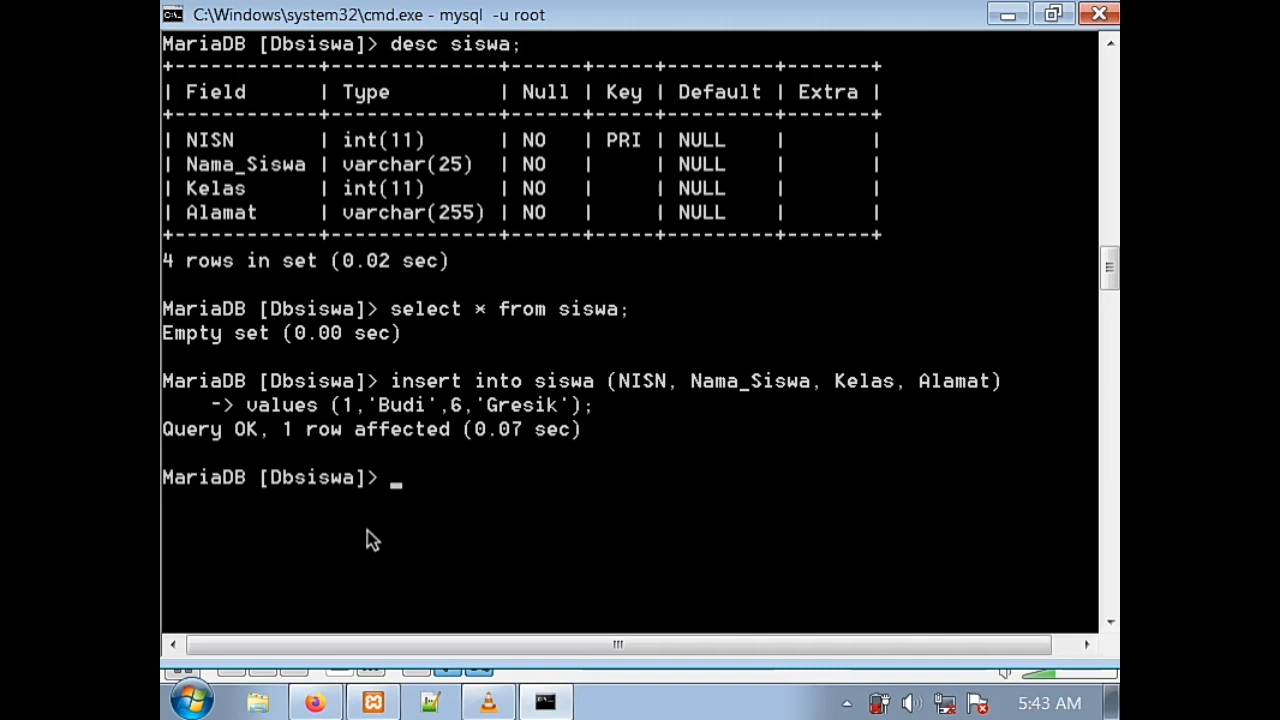 C:\Windows\system32\cmd.exe - mysql  -u root
MariaDB [Dbsiswa]> desc siswa;
+------------+--------------+------+-----+---------+-------+
| Field      | Type         | Null | Key | Default | Extra |
+------------+--------------+------+-----+---------+-------+
| NISN       | int(11)      | NO   | PRI | NULL    |       |
| Nama_Siswa | varchar(25)  | NO   |     | NULL    |       |
| Kelas      | int(11)      | NO   |     | NULL    |       |
| Alamat     | varchar(255) | NO   |     | NULL    |       |
+------------+--------------+------+-----+---------+-------+
4 rows in set (0.02 sec)
MariaDB [Dbsiswa]> select * from siswa;
Empty set (0.00 sec)
MariaDB [Dbsiswa]> insert into siswa (NISN, Nama_Siswa, Kelas, Alamat)
    -> values (1,'Budi',6,'Gresik');
Query OK, 1 row affected (0.07 sec)
MariaDB [Dbsiswa]> _
5:43 AM